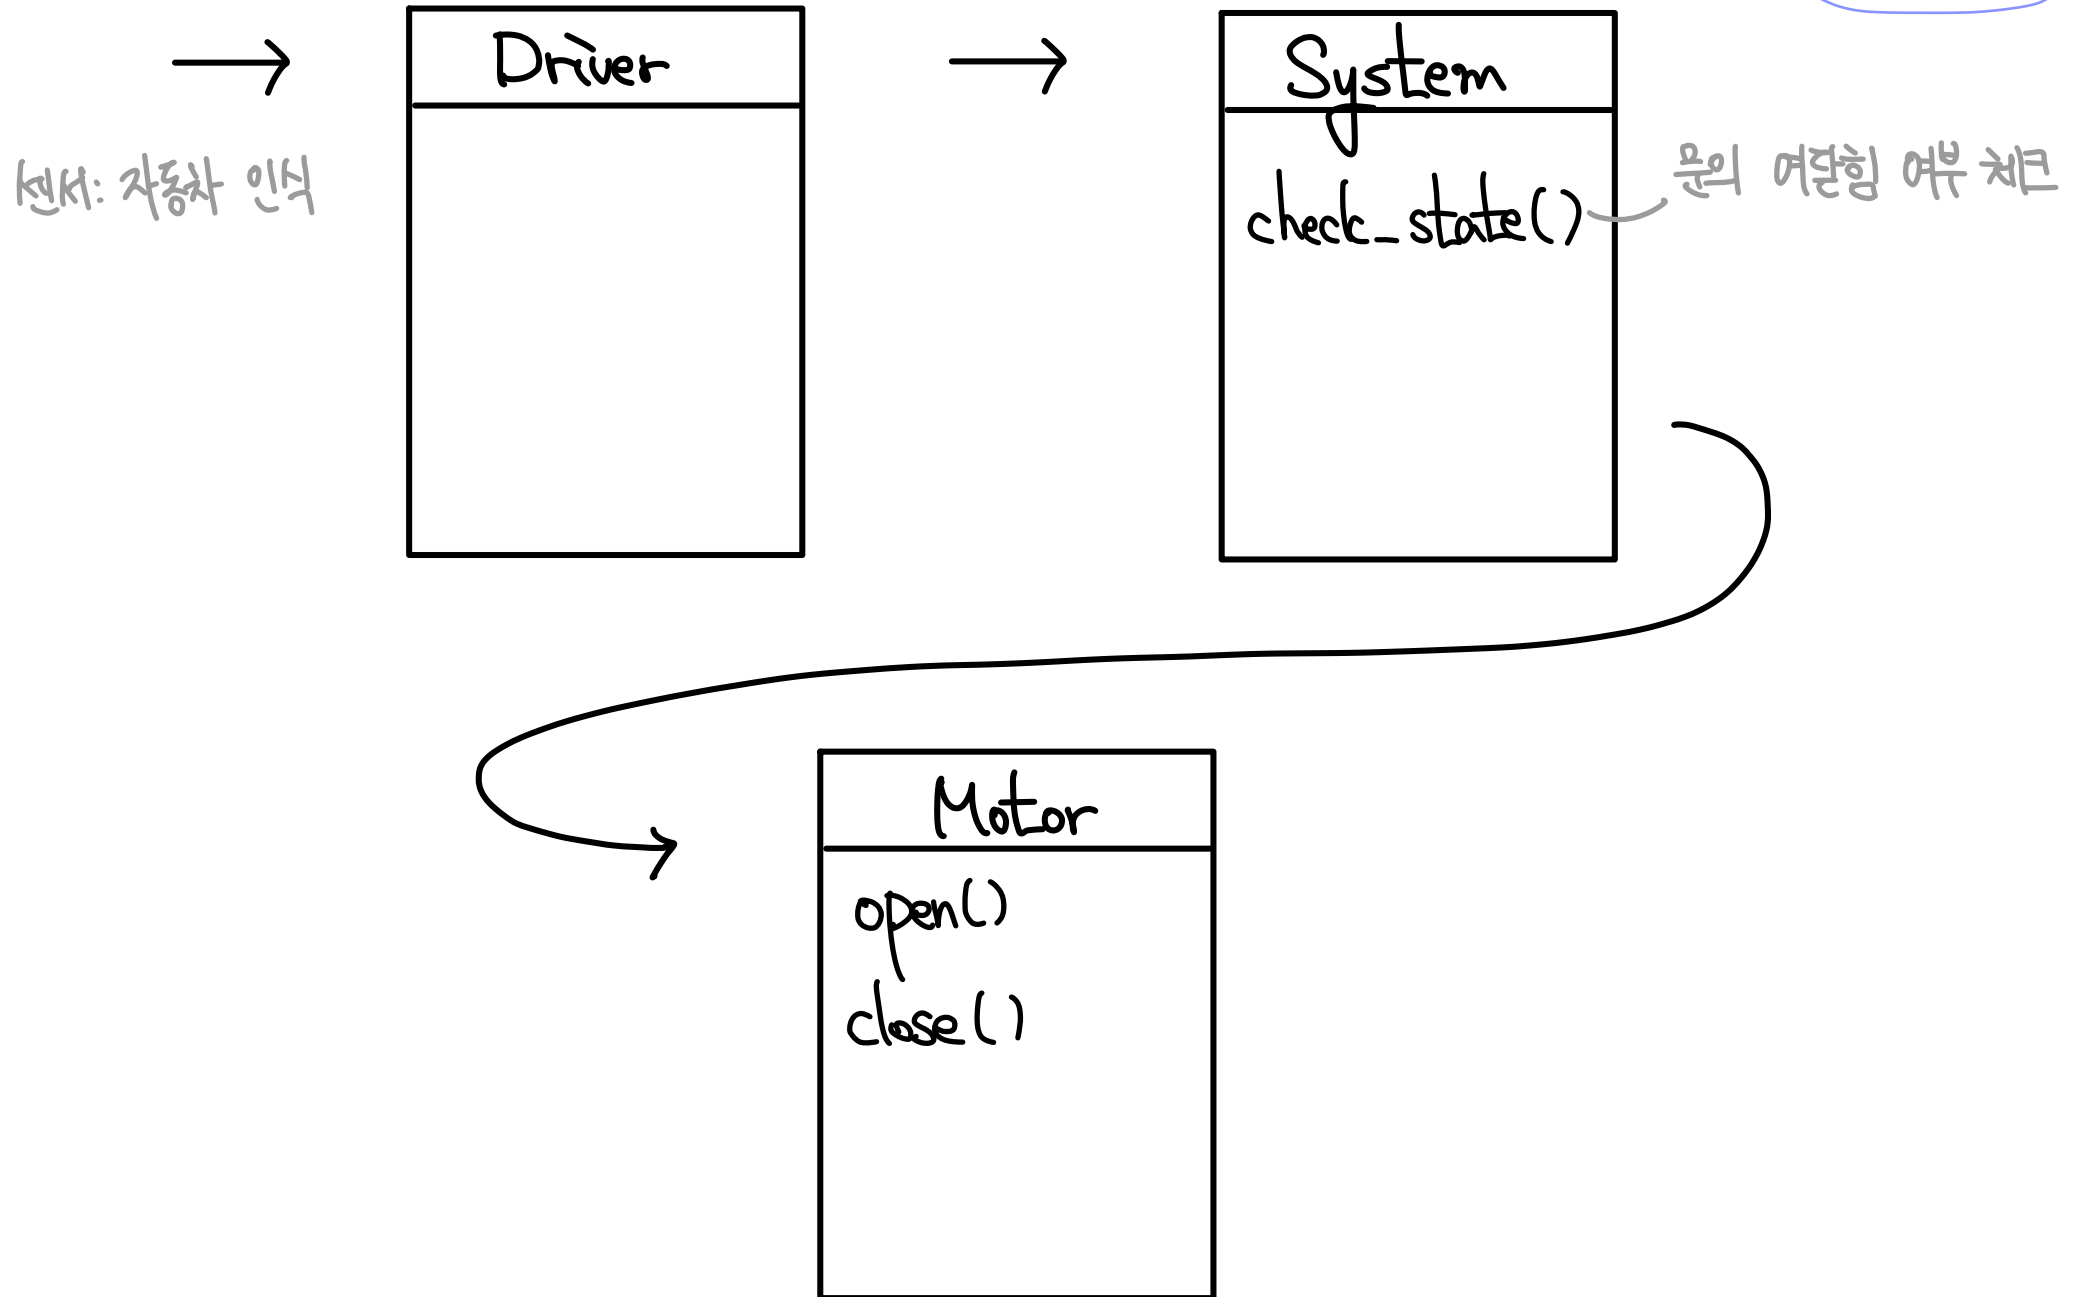 Driver
센서: 자동차 인식
System
check_state()
문의 여닫힘 여부 체크
Motor
open()
close()